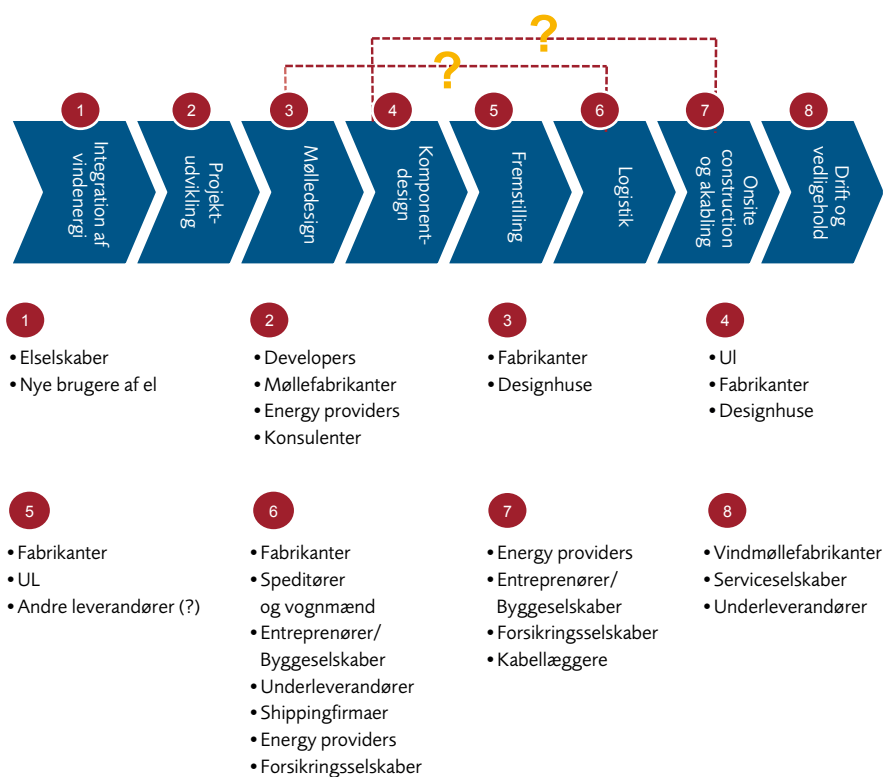 ?
?
1
2
3
4
5
6
7
8
Integration af
vindenergi
Projekt-
udvikling
Mølledesign
Komponent-
design
Fremstilling
Logistik
Onsite
construction
og akabling
Drift og
vedligehold
1
• Elselskaber
• Nye brugere af el
2
• Developers
• Møllefabrikanter
• Energy providers
• Konsulenter
3
• Fabrikanter
• Designhuse
4
• Ul
• Fabrikanter
• Designhuse
5
• Fabrikanter
• UL
• Andre leverandører (?)
6
• Fabrikanter
• Speditører
og vognmænd
• Entreprenører/
Byggeselskaber
• Underleverandører
• Shippingfirmaer
• Energy providers
• Forsikringsselskaber
7
• Energy providers
• Entreprenører/
Byggeselskaber
• Forsikringsselskaber
• Kabellæggere
8
• Vindmøllefabrikanter
• Serviceselskaber
• Underleverandører